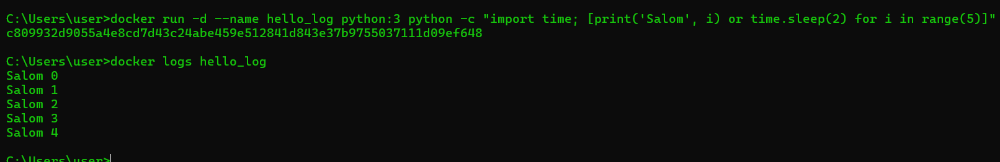 C:\Users\user>docker run -d --name hello_log python:3 python -c "import time; [print('Salom', i) or time.sleep(2) for i in range(5)]"
c809932d9055a4e8cd7d43c24abe459e512841d843e37b9755037111d09ef648
C:\Users\user>docker logs hello_log
Salom 0
Salom 1
Salom 2
Salom 3
Salom 4
C:\Users\user>